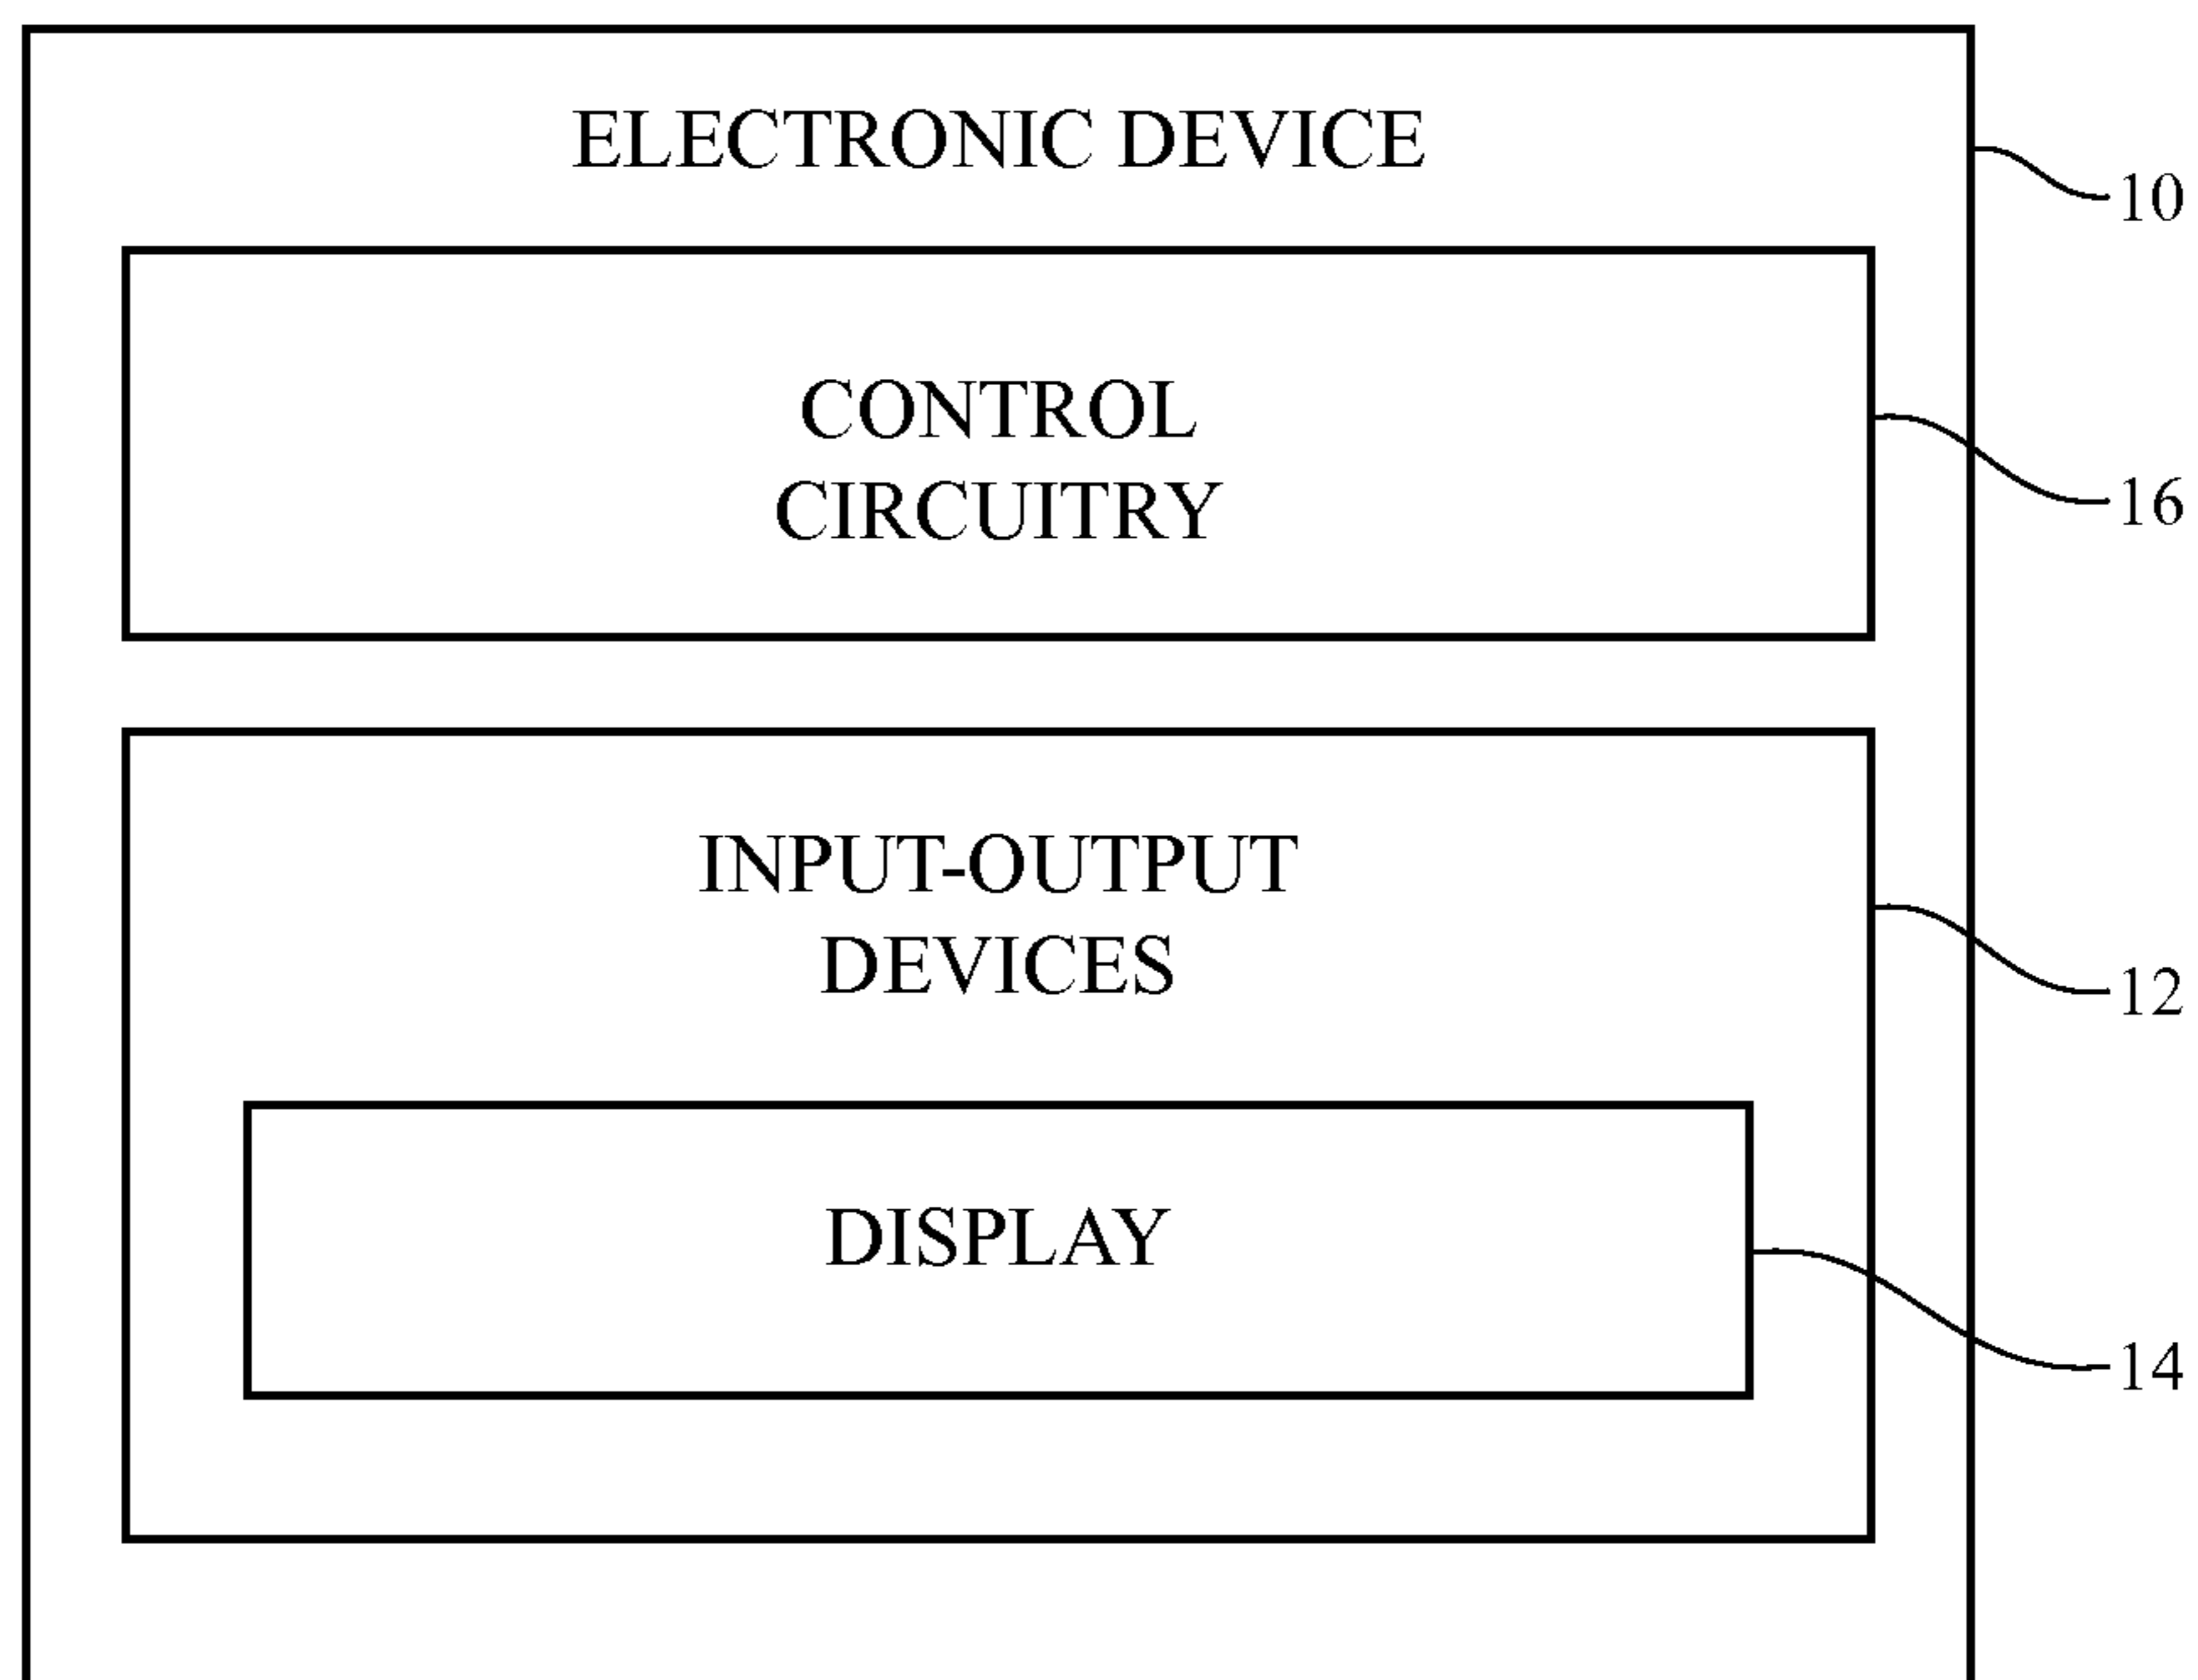 ELECTRONIC DEVICE
10
CONTROL
CIRCUITRY
16
INPUT-OUTPUT
DEVICES
12
DISPLAY
14